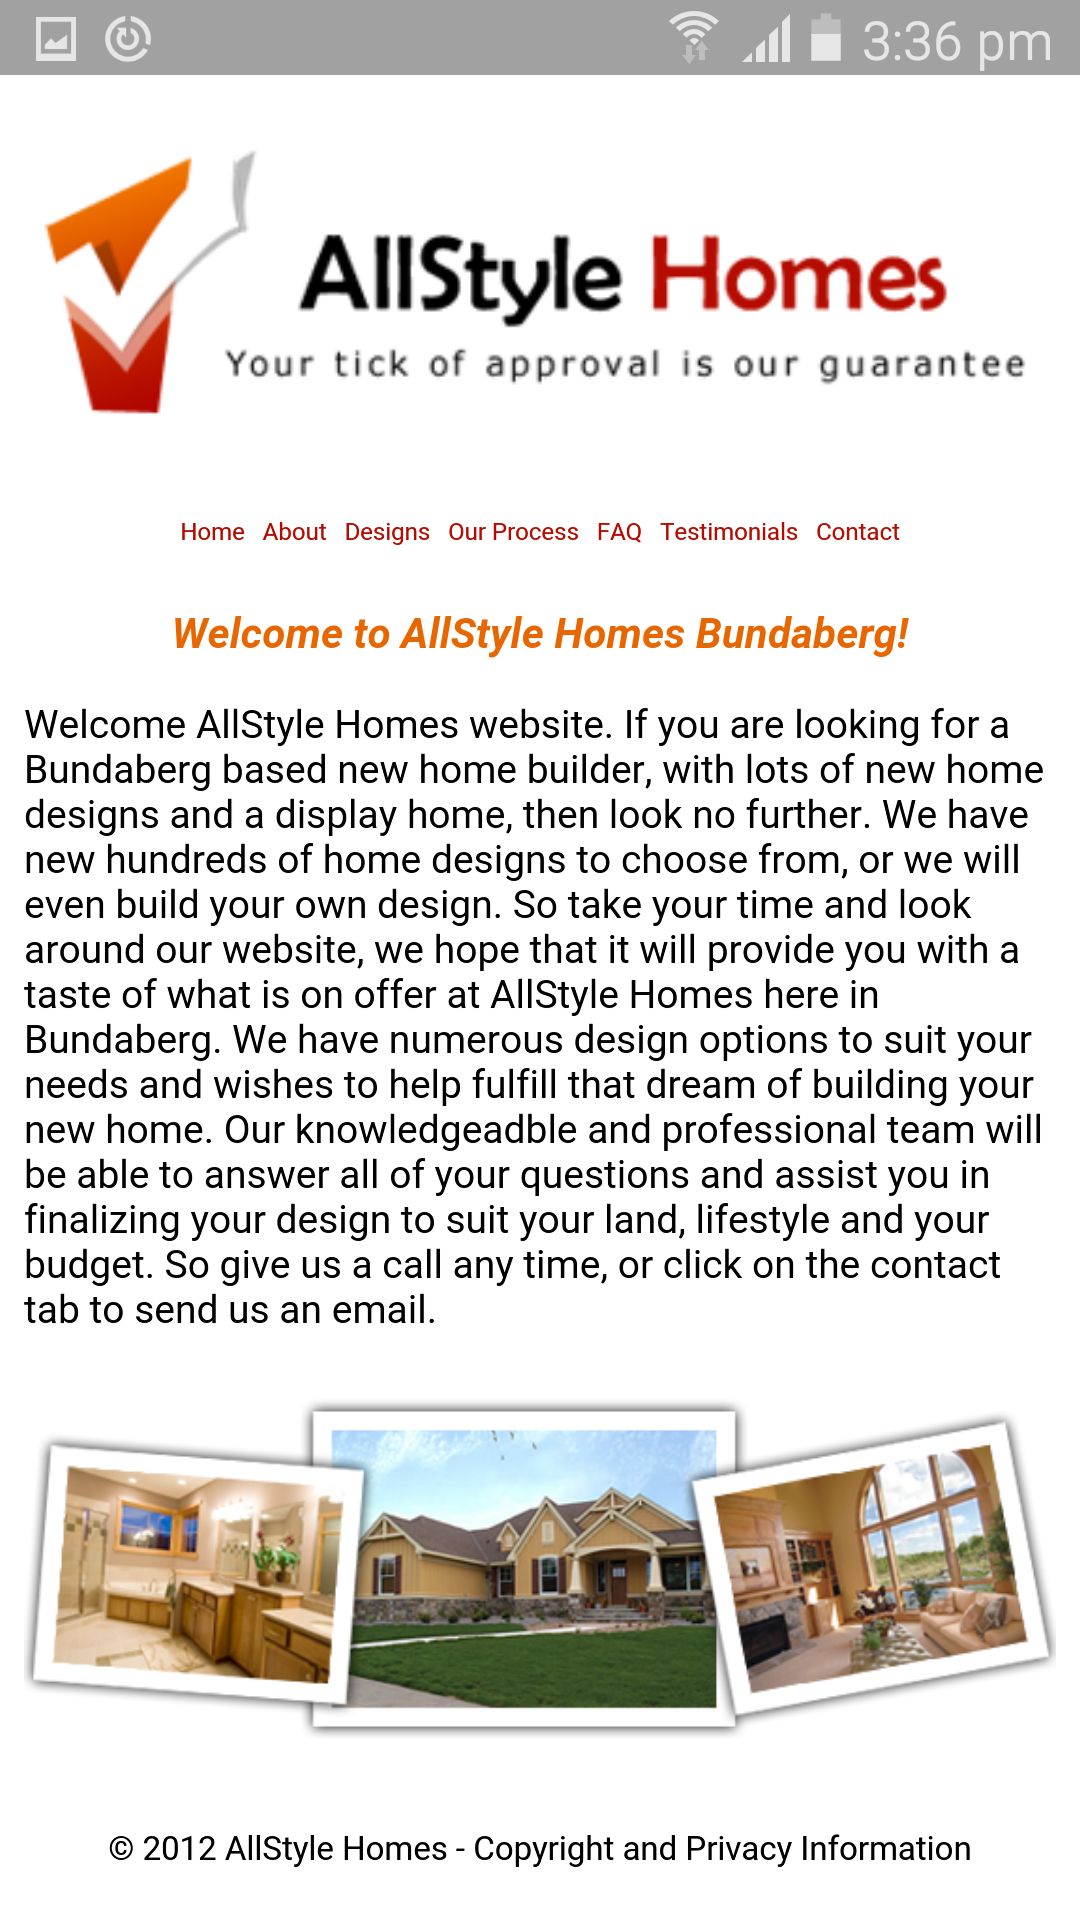 3:36 pm
AllStyle Homes
Your tick of approval is our guarantee
Home About Designs Our Process FAQ Testimonials Contact
Welcome to AllStyle Homes Bundaberg!
Welcome AllStyle Homes website. If you are looking for a
Bundaberg based new home builder, with lots of new home
designs and a display home, then look no further. We have
new hundreds of home designs to choose from, or we will
even build your own design. So take your time and look
around our website, we hope that it will provide you with a
taste of what is on offer at AllStyle Homes here in
Bundaberg. We have numerous design options to suit your
needs and wishes to help fulfill that dream of building your
new home. Our knowledgeadble and professional team will
be able to answer all of your questions and assist you in
finalizing your design to suit your land, lifestyle and your
budget. So give us a call any time, or click on the contact
tab to send us an email.
© 2012 AllStyle Homes - Copyright and Privacy Information